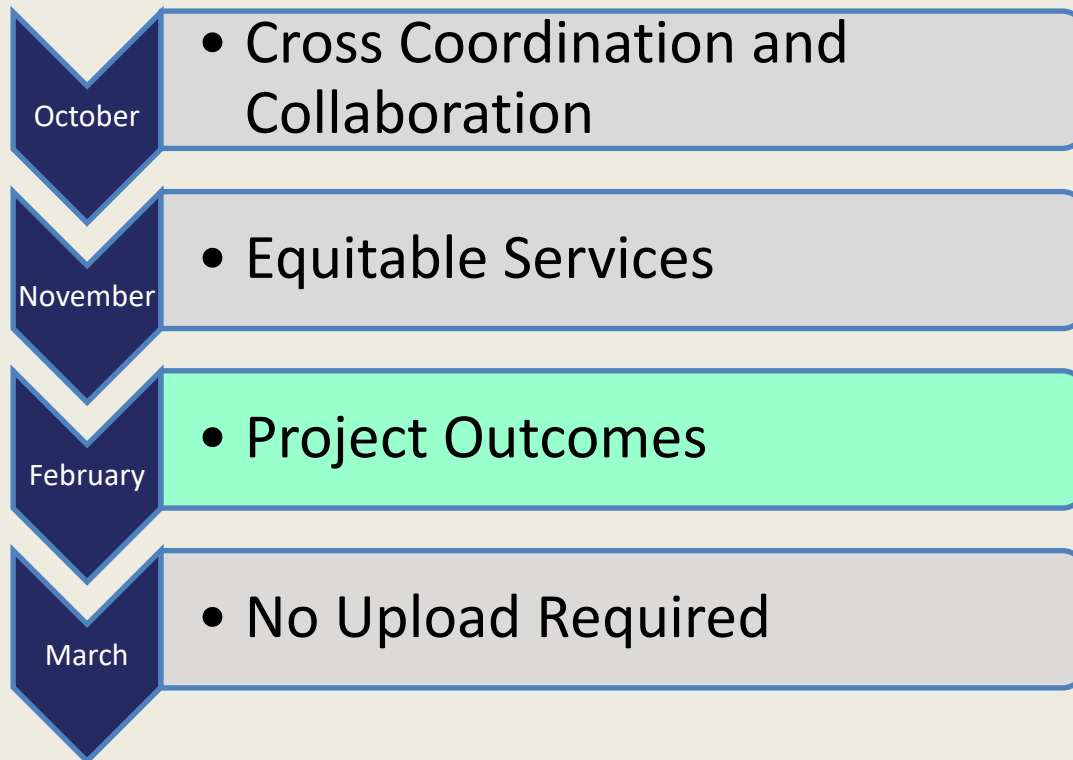 October
• Cross Coordination and
Collaboration
November
• Equitable Services
February
• Project Outcomes
March
• No Upload Required